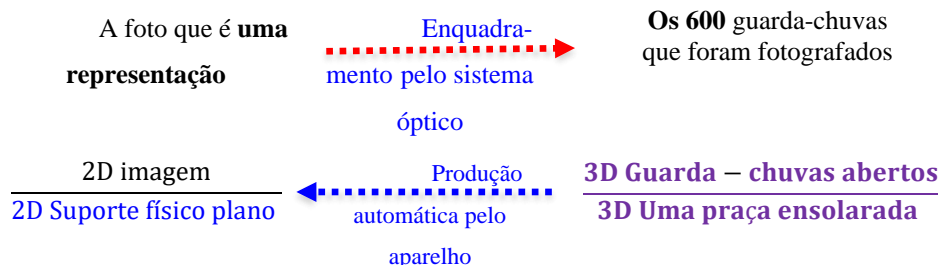 A foto que é uma
representação
Enquadra-
mento pelo sistema
óptico
Os 600 guarda-chuvas
que foram fotografados
2D imagem
2D Suporte físico plano
Produção
automática pelo
aparelho
3D Guarda – chuvas abertos
3D Uma praça ensolarada